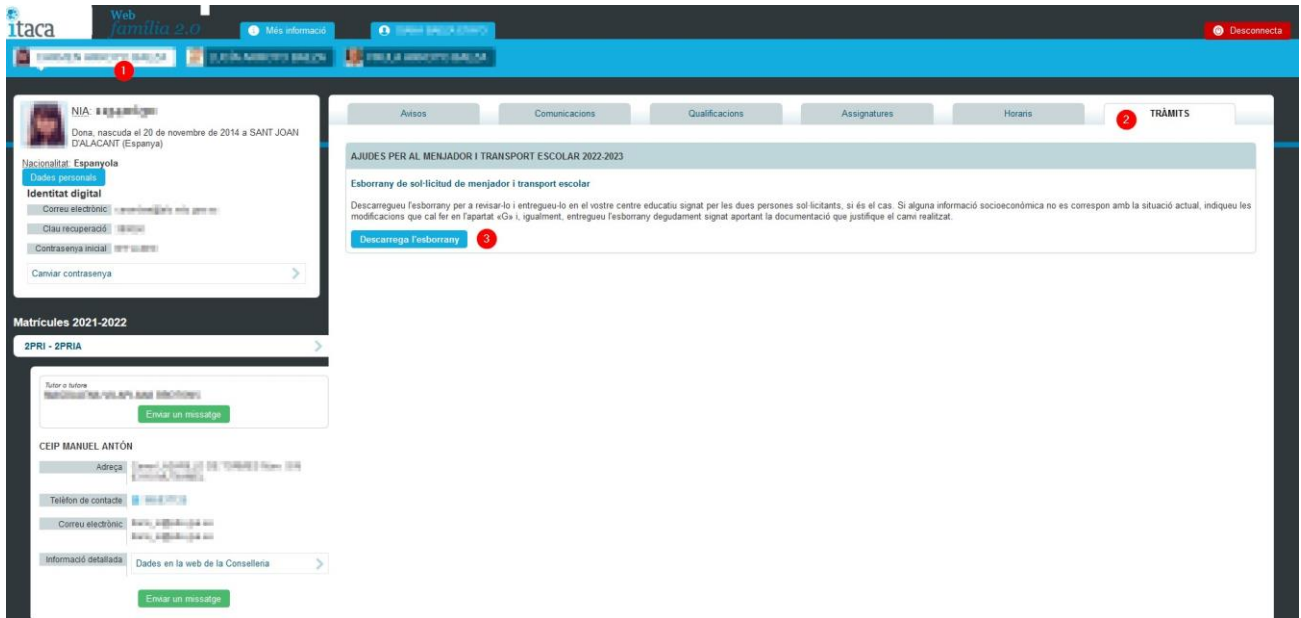 itaca
Web
família 2.0
Més informació
Desconnecta
1
NIA:
Dona, nascuda el 20 de novembre de 2014 a SANT JOAN
D'ALACANT (Espanya)
Nacionalitat: Espanyola
Dades personals
Identitat digital
Correu electrònic
Clau recuperació
Contrasenya inicial
Canviar contrasenya
Matrícules 2021-2022
2PRI - 2PRIA
Tutor o tutora
Enviar un missatge
CEIP MANUEL ANTÓN
Adreça
Telèfon de contacte
Correu electrònic
Informació detallada
Dades en la web de la Conselleria
Enviar un missatge
Avisos
Comunicacions
Qualificacions
Assignatures
Horaris
2
TRÀMITS
AJUDES PER AL MENJADOR I TRANSPORT ESCOLAR 2022-2023
Esborrany de sol·licitud de menjador i transport escolar
Descarregueu l'esborrany per a revisar-lo i entregueu-lo en el vostre centre educatiu signat per les dues persones sol·licitants, si és el cas. Si alguna informació socioeconómica no es correspon amb la situació actual, indiqueu les
modificacions que cal fer en l'apartat «G» i, igualment, entregueu l'esborrany degudament signat aportant la documentació que justifique el canvi realitzat.
Descarrega l'esborrany
3